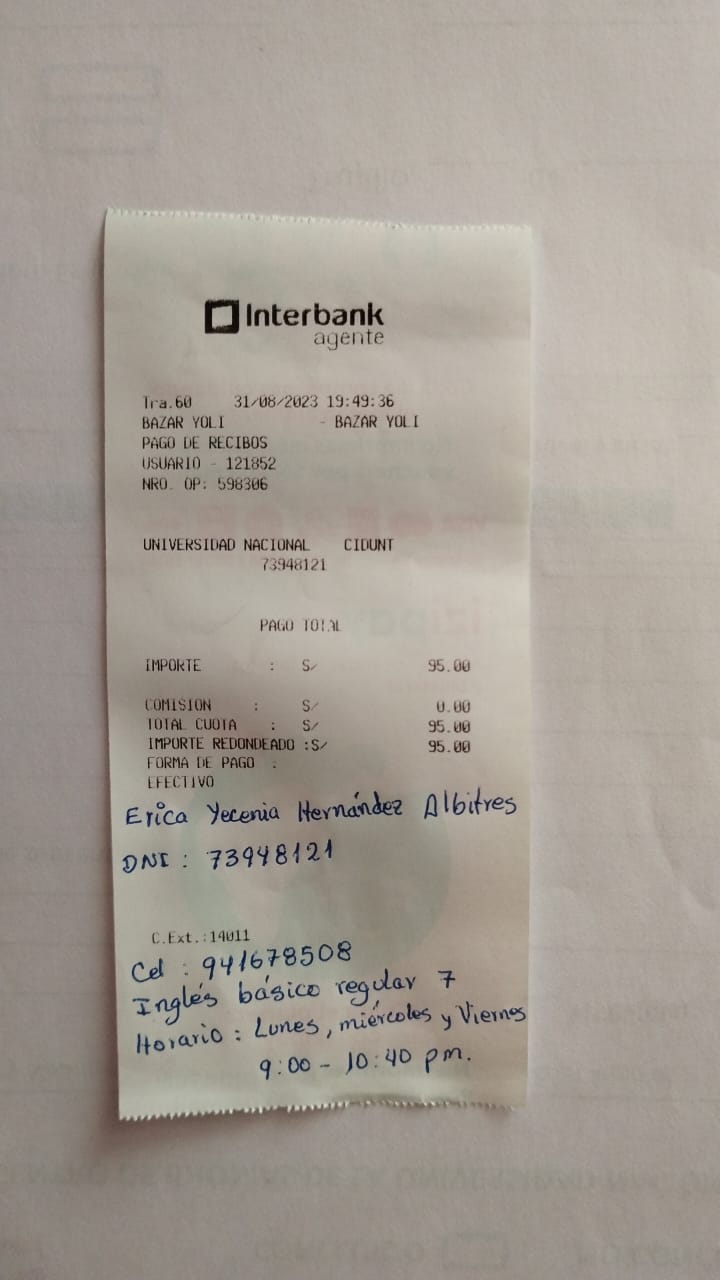 Interbank
agente
Tra.60 31/08/2023 19:49:36
BAZAR YOLI - BAZAR YOLI
PAGO DE RECIBOS
USUARIO - 121852
NRO. OP: 598306
UNIVERSIDAD NACIONAL CIDUNT
73948121
PAGO TOTAL
IMPORTE : S/ 95.00
COMISION : S/ 0.00
TOTAL CUOTA : S/ 95.00
IMPORTE REDONDEADO :S/ 95.00
FORMA DE PAGO :
EFECTIVO
Erica Yecenia Hernández Albitres
DNI : 73948121
C.Ext.:14011
Cel : 941678508
Inglés básico regular 7
Horario : Lunes, miércoles y Viernes
9:00 - 10:40 pm.